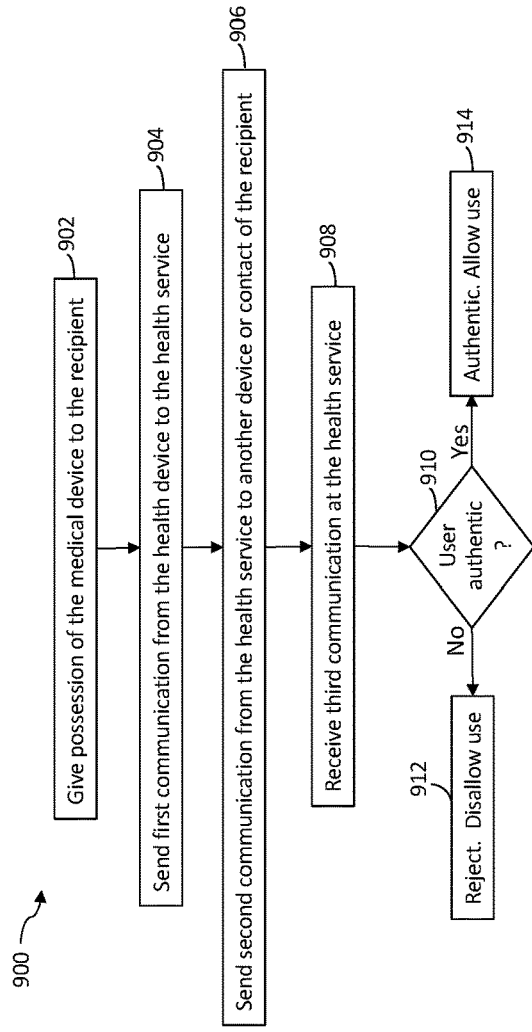 900
902
Give possession of the medical device to the recipient
904
Send first communication from the health device to the health service
906
Send second communication from the health service to another device or contact of the recipient
908
Receive third communication at the health service
910
User
authentic
?
No
Yes
912
Reject. Disallow use
914
Authentic. Allow use